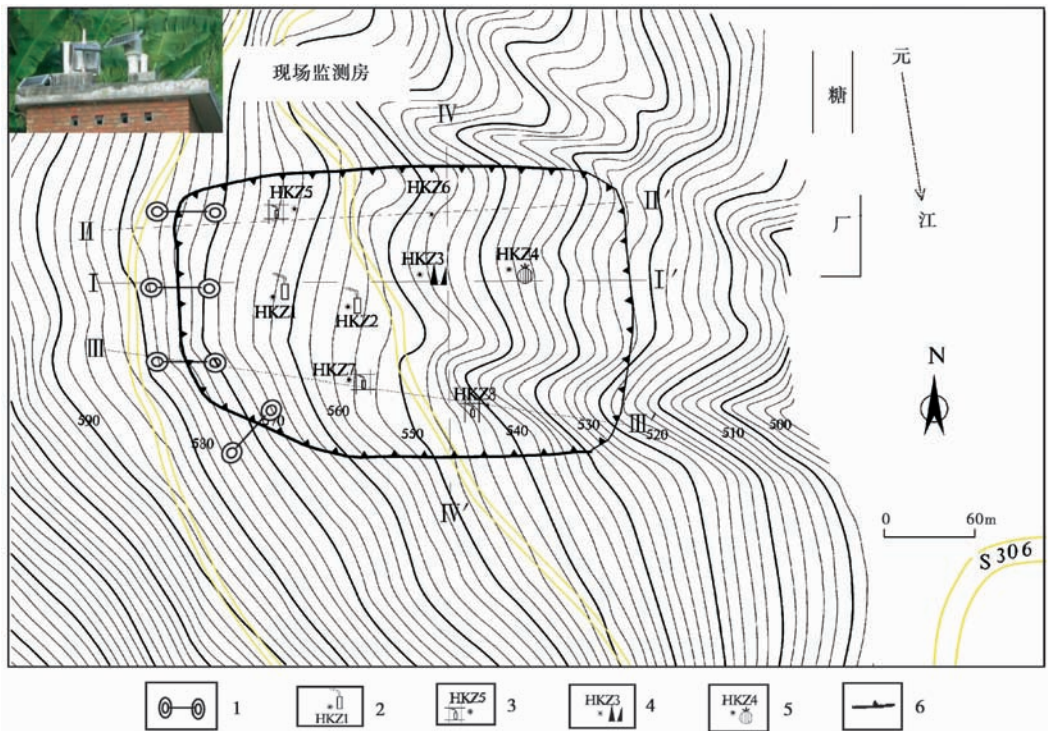 现场监测房
元
江
糖
厂
IV
HKZ5
HKZ6
II
II′
HKZ3
HKZ4
I
I′
HKZ1
HKZ2
III
HKZ7
HKZ3
III′
590
580
570
560
550
540
530
520
510
500
IV′
N
0 60m
S306
1
HKZ1 2
HKZ5 3
HKZ3 4
HKZ4 5
6